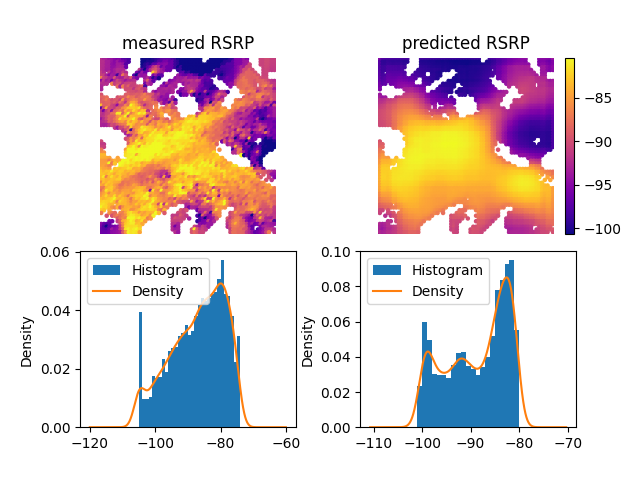 measured RSRP
predicted RSRP
−85
−90
−95
−100
0.06
0.04
0.02
0.00
Density
Histogram
Density
−120
−100
−80
−60
0.10
0.08
0.06
0.04
0.02
0.00
Density
Histogram
Density
−110
−100
−90
−80
−70